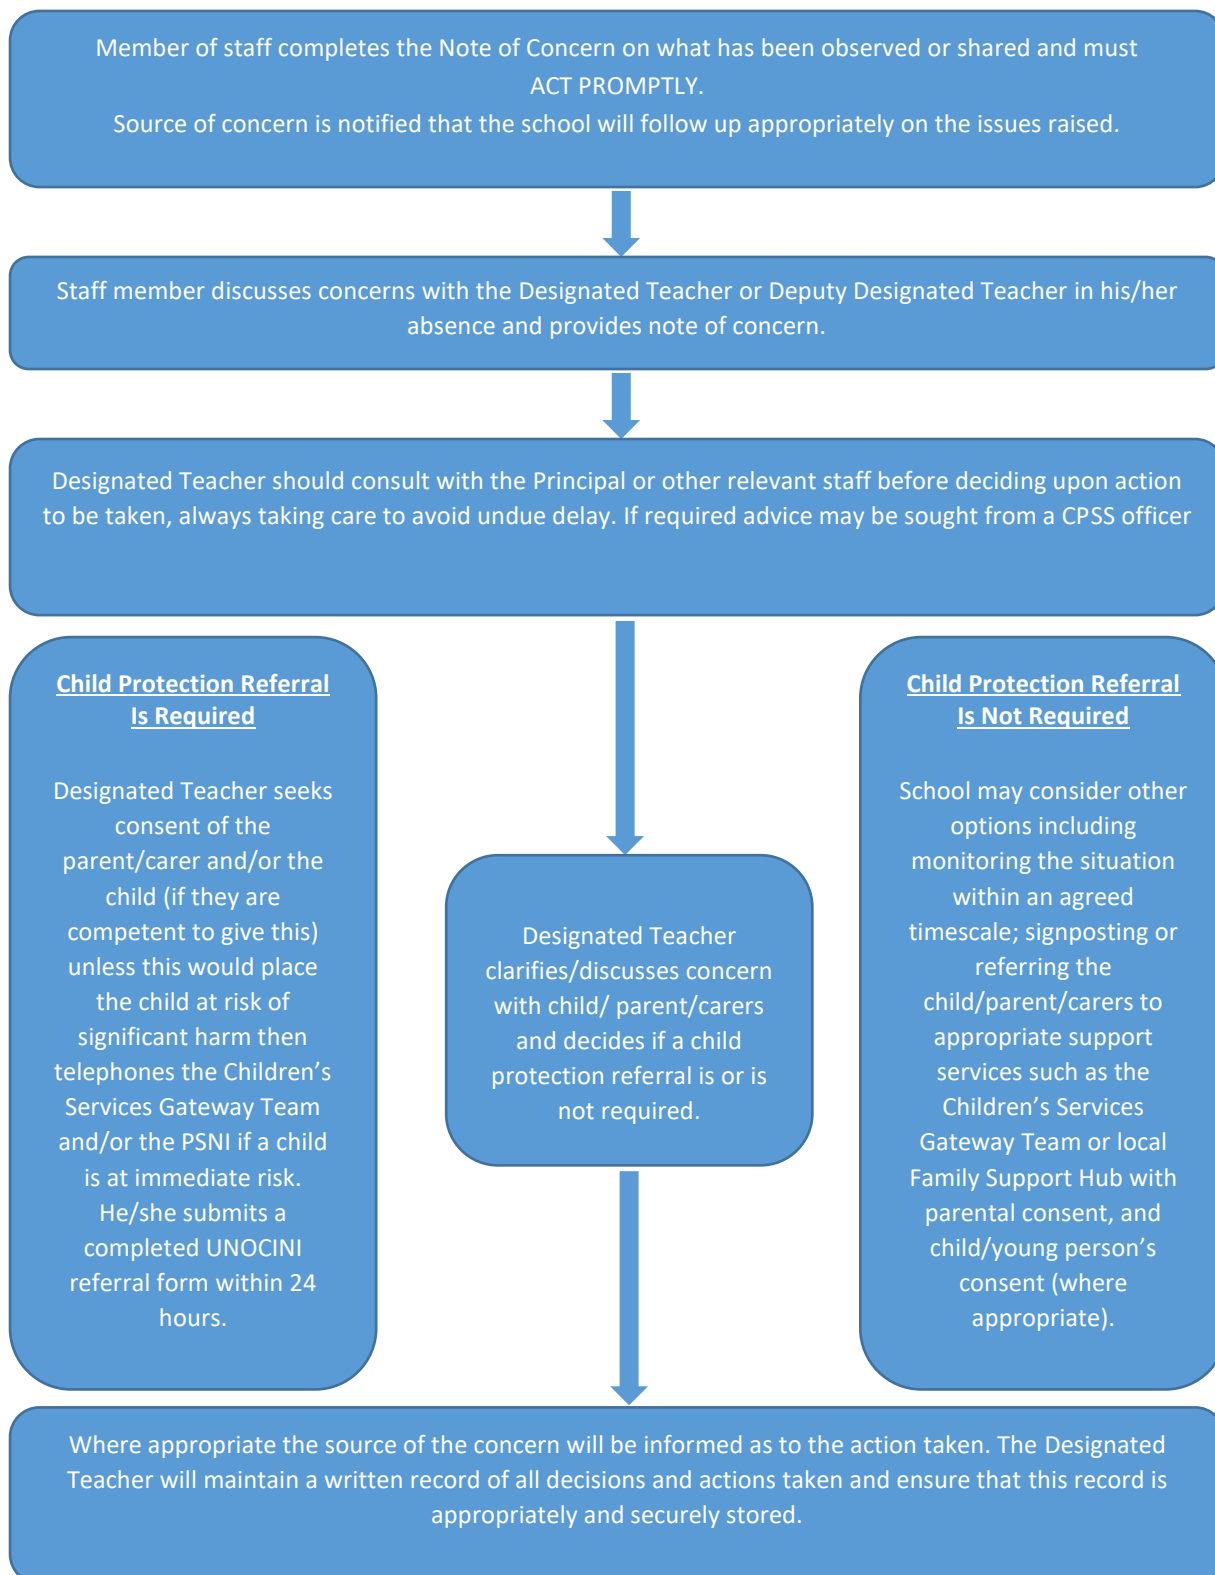 Member of staff completes the Note of Concern on what has been observed or shared and must
ACT PROMPTLY.
Source of concern is notified that the school will follow up appropriately on the issues raised.
Staff member discusses concerns with the Designated Teacher or Deputy Designated Teacher in his/her
absence and provides note of concern.
Designated Teacher should consult with the Principal or other relevant staff before deciding upon action
to be taken, always taking care to avoid undue delay. If required advice may be sought from a CPSS officer
Child Protection Referral
Is Required
Designated Teacher seeks
consent of the
parent/carer and/or the
child (if they are
competent to give this)
unless this would place
the child at risk of
significant harm then
telephones the Children's
Services Gateway Team
and/or the PSNI if a child
is at immediate risk.
He/she submits a
completed UNOCINI
referral form within 24
hours.
Designated Teacher
clarifies/discusses concern
with child/ parent/carers
and decides if a child
protection referral is or is
not required.
Child Protection Referral
Is Not Required
School may consider other
options including
monitoring the situation
within an agreed
timescale; signposting or
referring the
child/parent/carers to
appropriate support
services such as the
Children's Services
Gateway Team or local
Family Support Hub with
parental consent, and
child/young person's
consent (where
appropriate).
Where appropriate the source of the concern will be informed as to the action taken. The Designated
Teacher will maintain a written record of all decisions and actions taken and ensure that this record is
appropriately and securely stored.